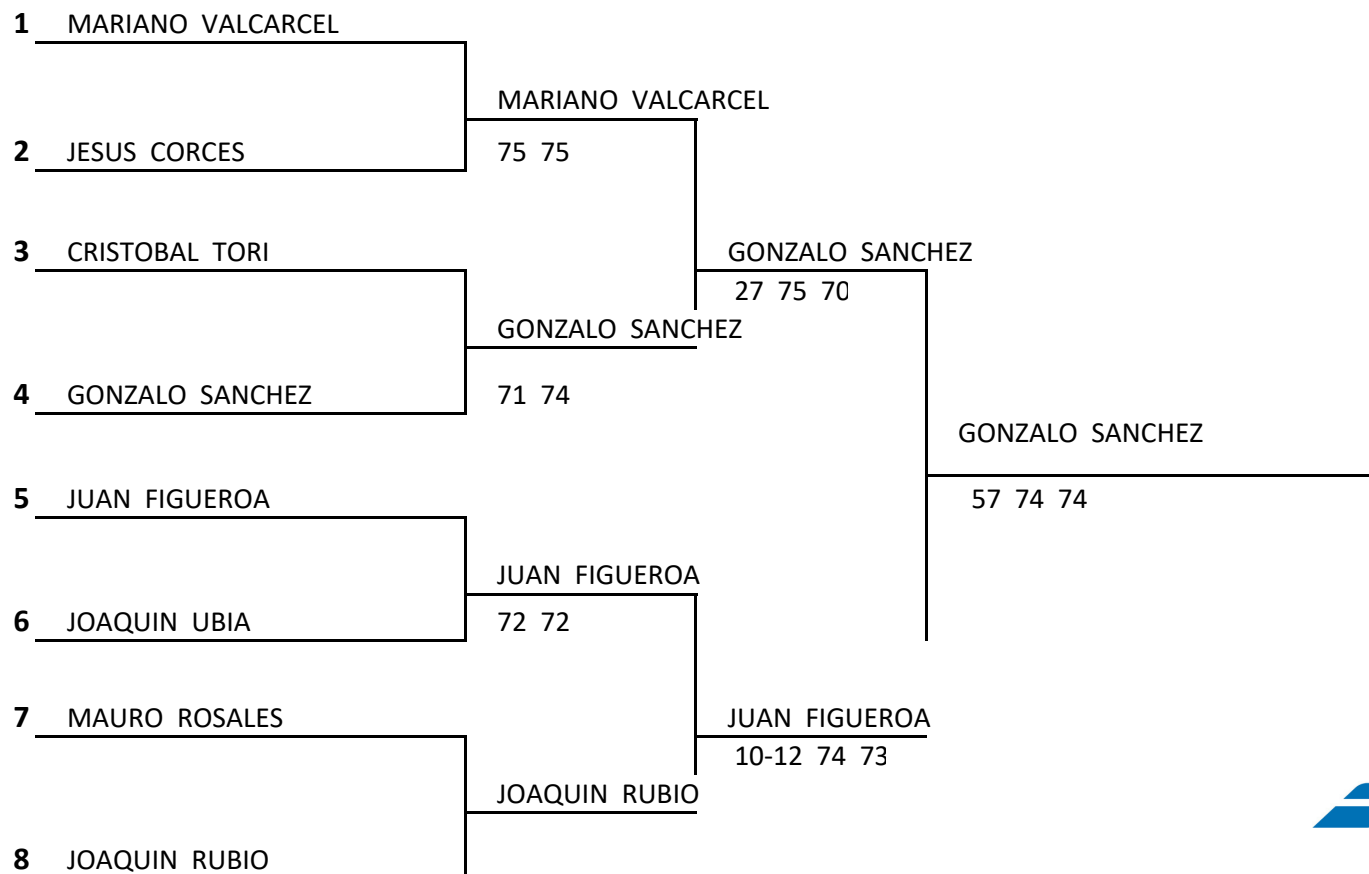 1 MARIANO VALCARCEL
MARIANO VALCARCEL
2 JESUS CORCES 75 75
3 CRISTOBAL TORI GONZALO SANCHEZ
27 75 70
GONZALO SANCHEZ
4 GONZALO SANCHEZ 71 74
GONZALO SANCHEZ
5 JUAN FIGUEROA 57 74 74
JUAN FIGUEROA
6 JOAQUIN UBIA 72 72
7 MAURO ROSALES JUAN FIGUEROA
10-12 74 73
JOAQUIN RUBIO
8 JOAQUIN RUBIO